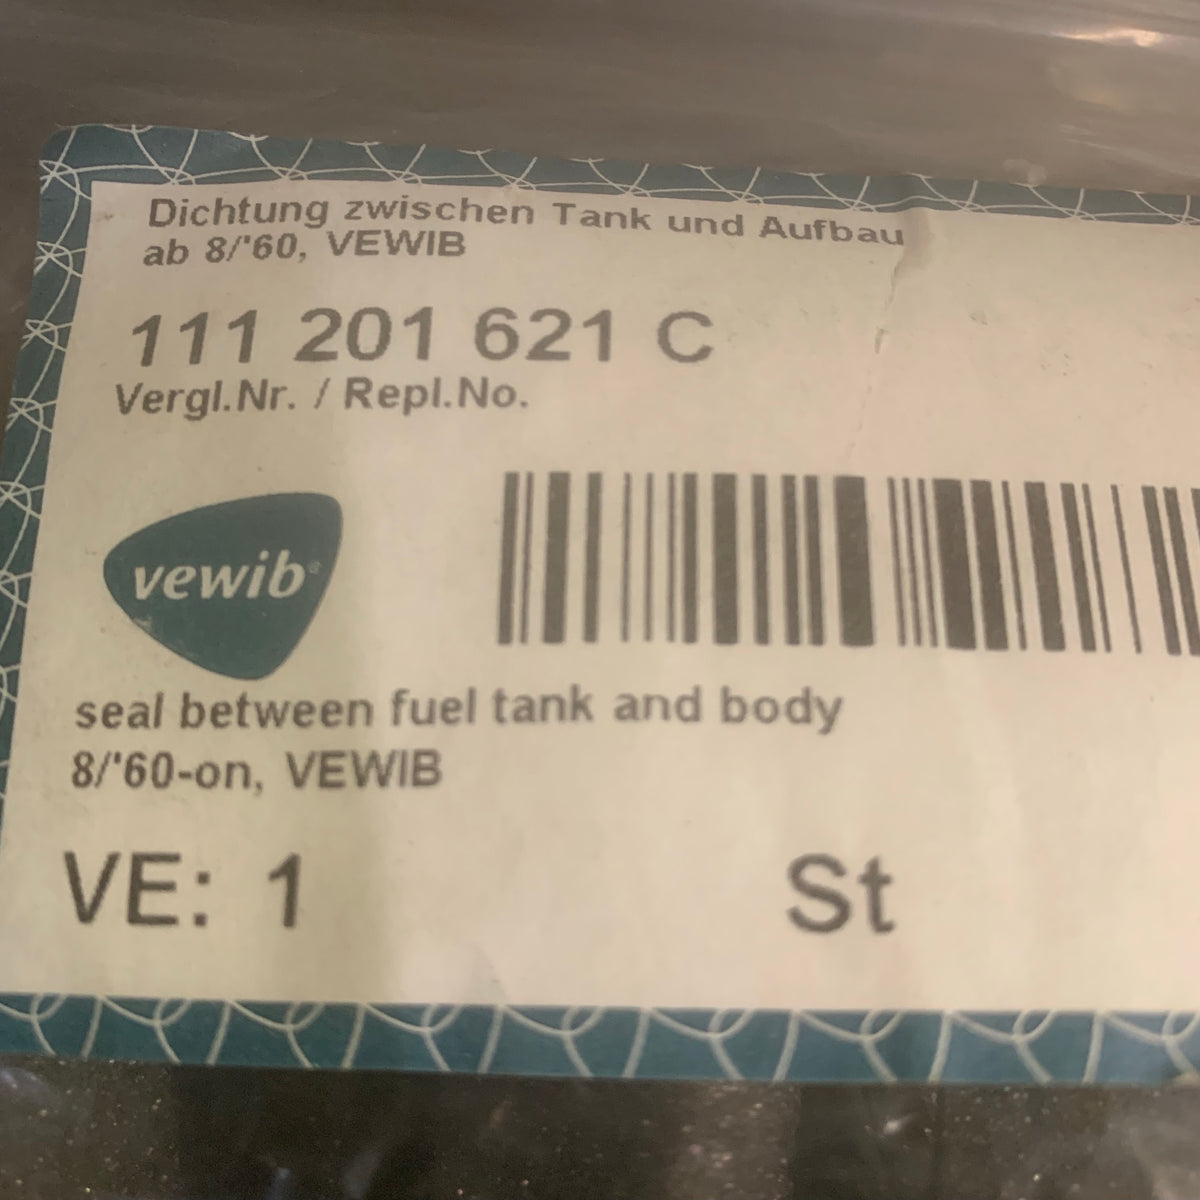 Dichtung zwischen Tank und Aufbau
ab 8/'60, VEWIB
111 201 621 C
Vergl.Nr. / Repl.No.
vewib®
seal between fuel tank and body
8/'60-on, VEWIB
VE: 1 St